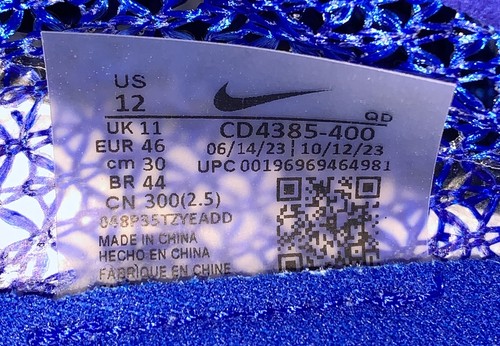 US
12
QD
UK 11
CD4385-400
EUR 46
06/14/23 | 10/12/23
cm 30
UPC 00196969464981
BR 44
CN 300(2.5)
MADE IN CHINA
HECHO EN CHINA
FABRIQUE EN CHINE